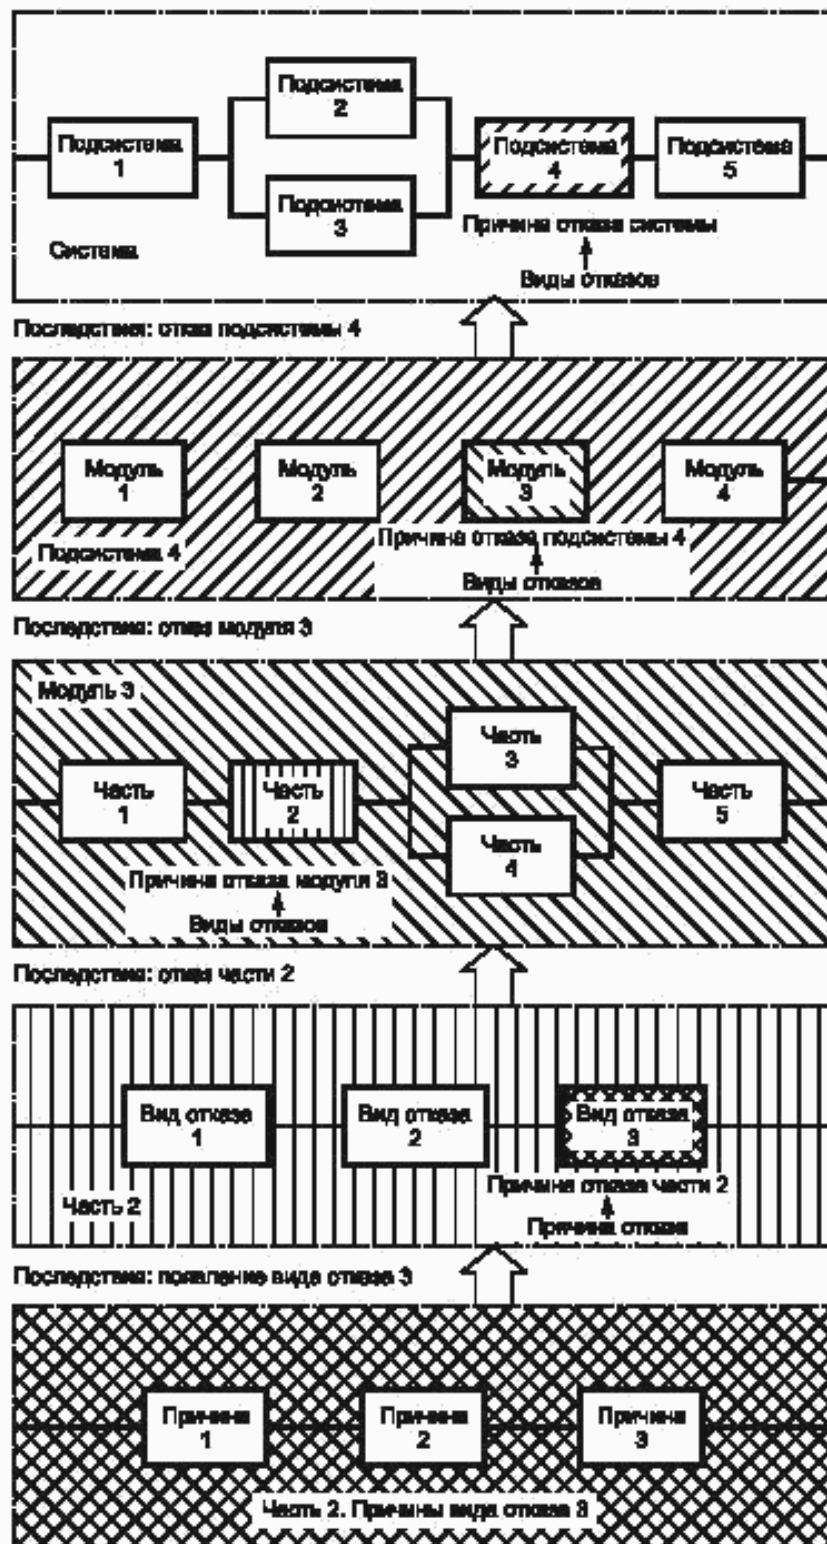 Подсистема
2
Подсистема
1
Подсистема
4
Подсистема
5
Подсистема
3
Причина отказа системы
Система
Виды отказов
Последствия: отказ подсистемы 4
Модуль
1
Модуль
2
Модуль
3
Модуль
4
Причина отказа подсистемы 4
Подсистема 4
Виды отказов
Последствия: отказ модуля 3
Модуль 3
Часть
3
Часть
1
Часть
2
Часть
5
Часть
4
Причина отказа модуля 3
Виды отказов
Последствия: отказ части 2
Вид отказа
1
Вид отказа
2
Вид отказа
3
Причина отказа части 2
Часть 2
Причина отказа
Последствия: появление вида отказа 3
Причина
1
Причина
2
Причина
3
Часть 2. Причины вида отказа 3